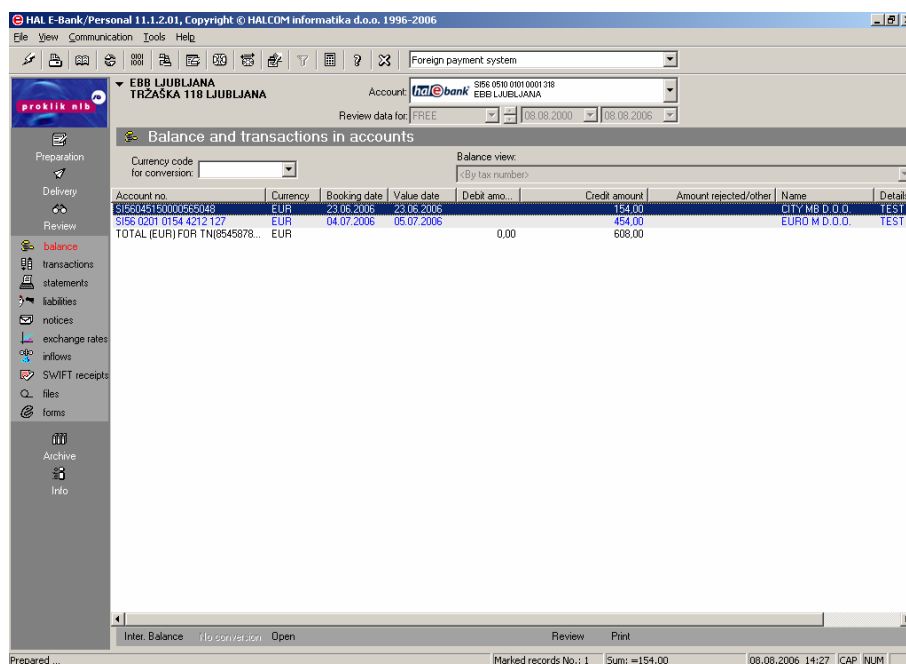 HAL E-Bank/Personal 11.1.2.01, Copyright © HALCOM informatika d.o.o. 1996-2006
File View Communication Tools Help
Foreign payment system
proklik nlb
EBB LJUBLJANA
TRŽAŠKA 118 LJUBLJANA
Account: hal@bank SI56 0510 0101 0001 318
EBB LJUBLJANA
Review data for: FREE 08.08.2000 08.08.2006
Balance and transactions in accounts
Currency code
for conversion:
Balance view:
<By tax number>
Preparation
Delivery
Review
balance
transactions
statements
liabilities
notices
exchange rates
inflows
SWIFT receipts
files
forms
Archive
Info
Account no. Currency Booking date Value date Debit amo... Credit amount Amount rejected/other Name Details
SI56045150000565048 EUR 23.06.2006 23.06.2006 154,00 CITY MB D.O.O. TEST
SI56 0201 0154 4212 127 EUR 04.07.2006 05.07.2006 454,00 EURO M D.O.O. TEST
TOTAL (EUR) FOR TN(8545878... EUR 0,00 608,00
Inter. Balance No conversion Open Review Print
Prepared ... Marked records No.: 1 Sum: =154.00 08.08.2006 14:27 CAP NUM